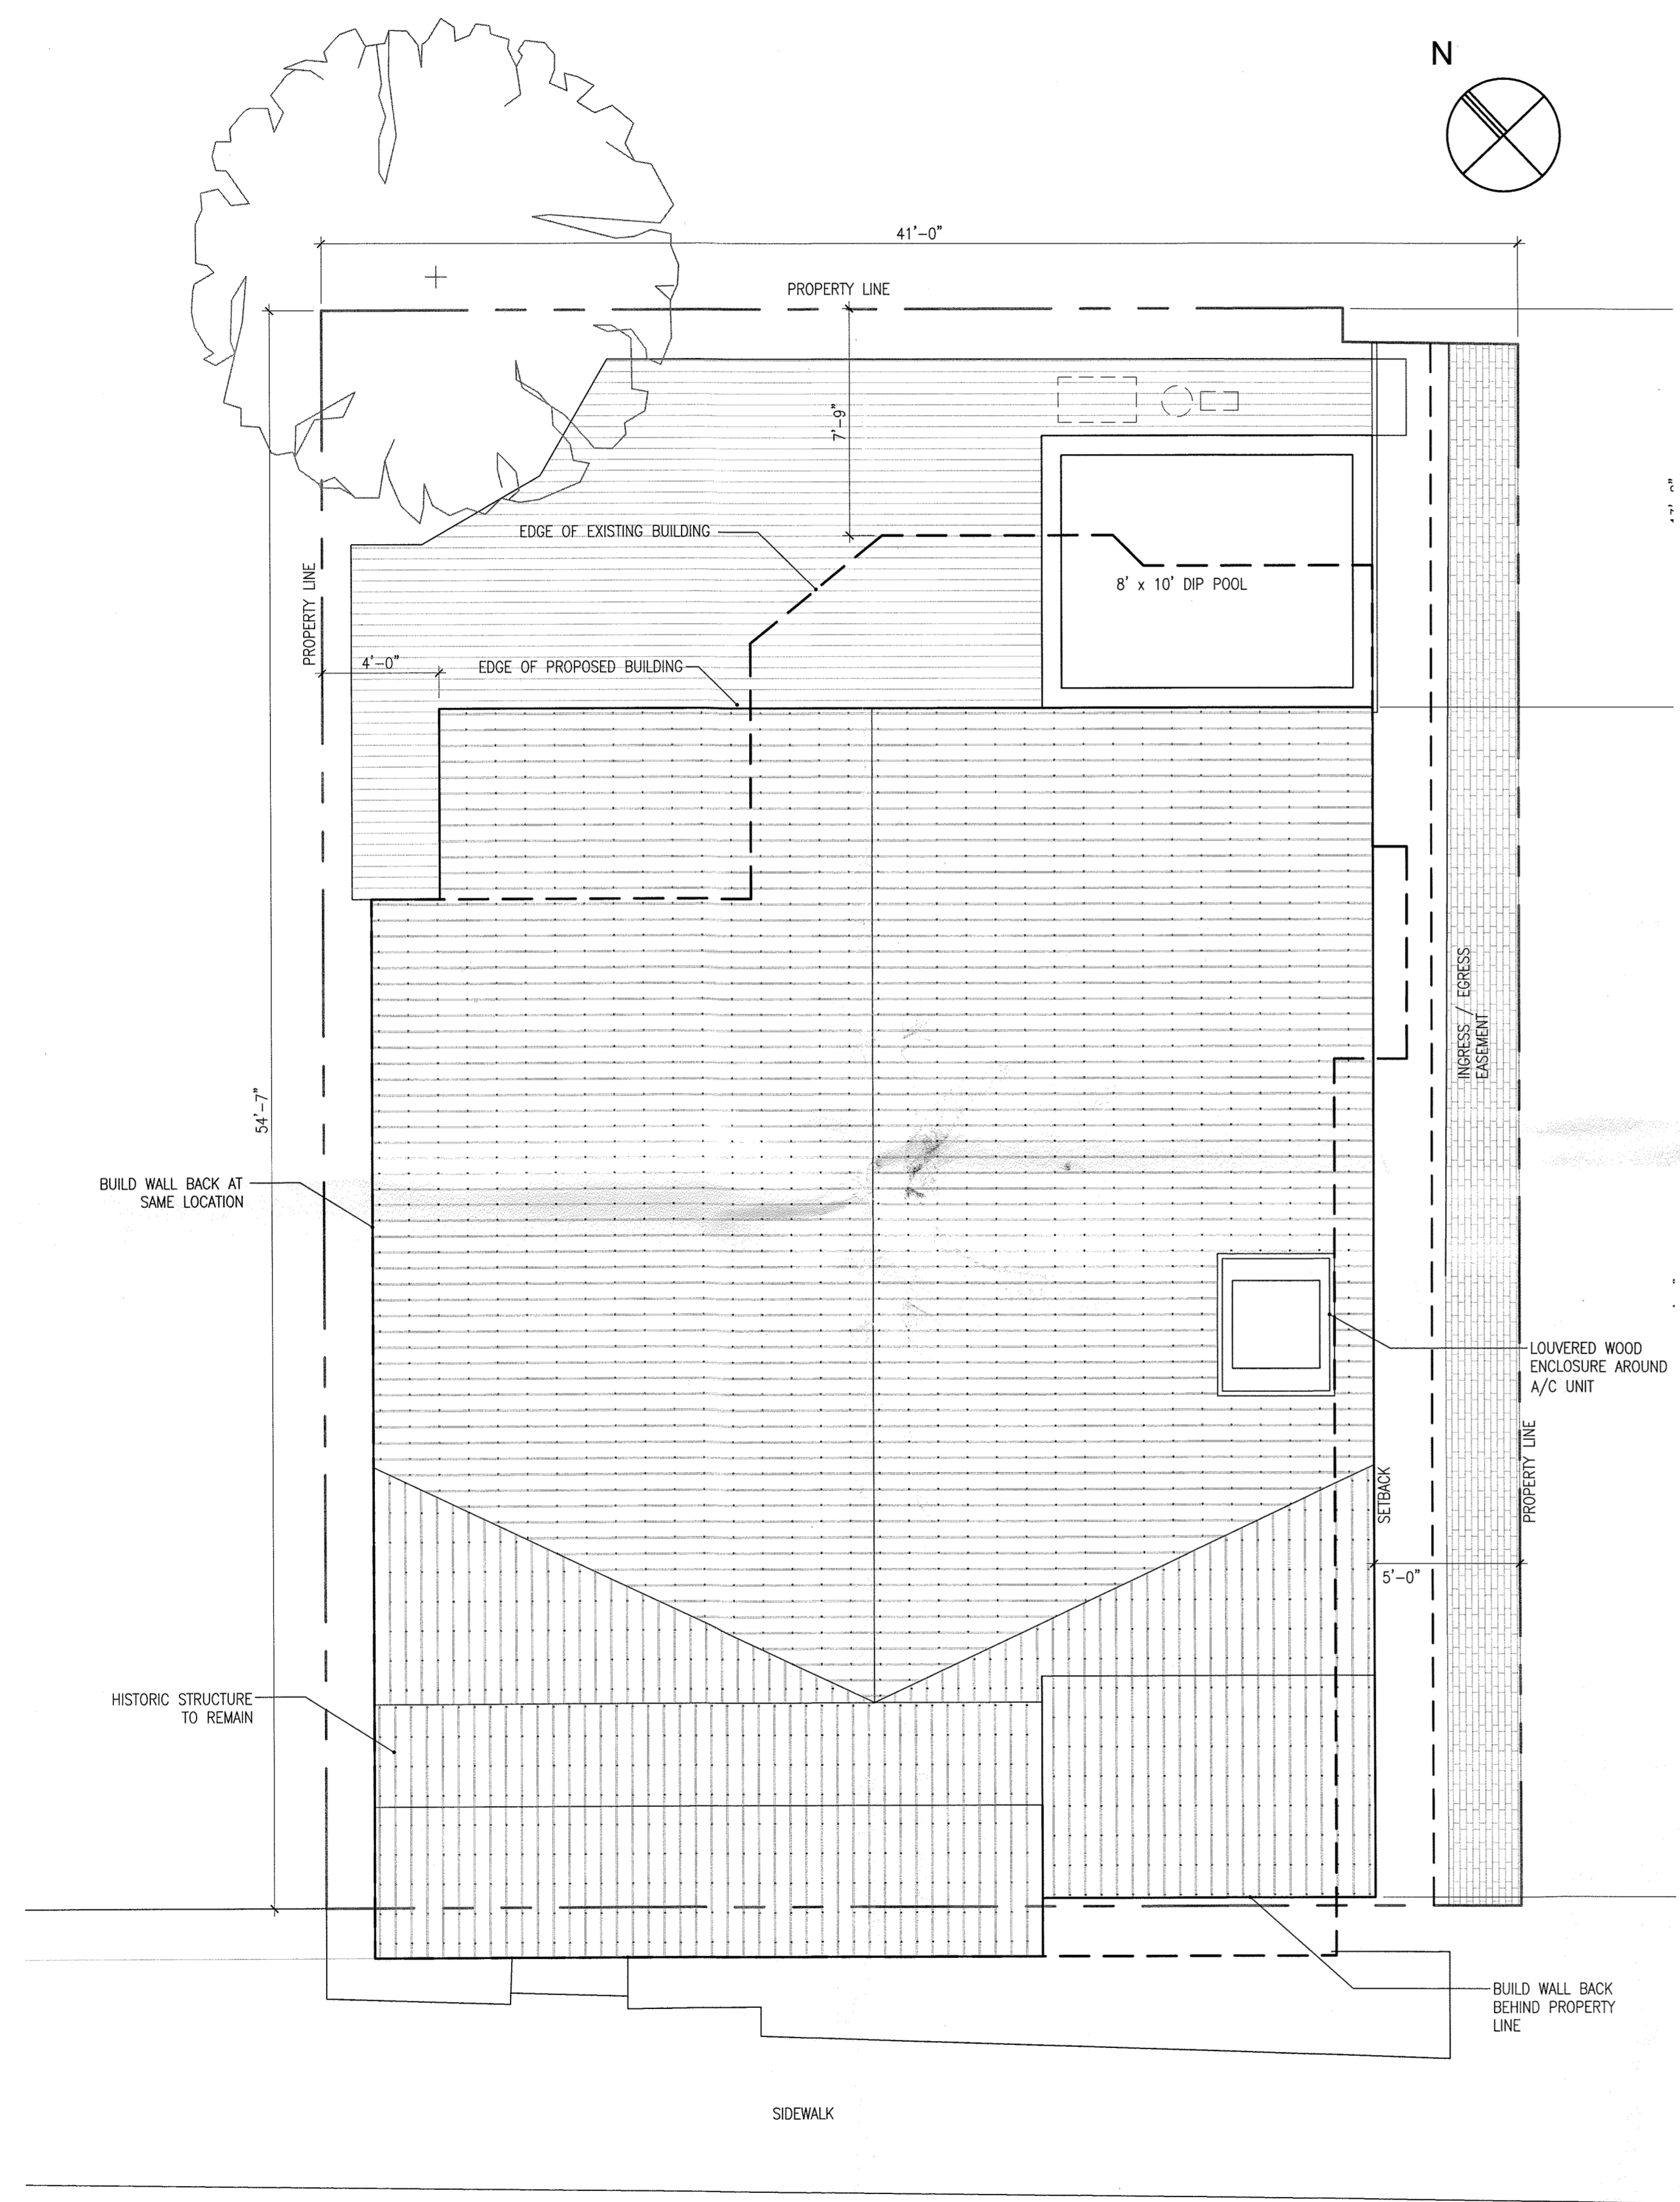 N
41'-0"
PROPERTY LINE
7'-9"
EDGE OF EXISTING BUILDING
8' x 10' DIP POOL
PROPERTY LINE
4'-0"
EDGE OF PROPOSED BUILDING
INGRESS / EGRESS
EASEMENT
54'-7"
BUILD WALL BACK AT
SAME LOCATION
LOUVERED WOOD
ENCLOSURE AROUND
A/C UNIT
PROPERTY LINE
SETBACK
5'-0"
HISTORIC STRUCTURE
TO REMAIN
BUILD WALL BACK
BEHIND PROPERTY
LINE
SIDEWALK